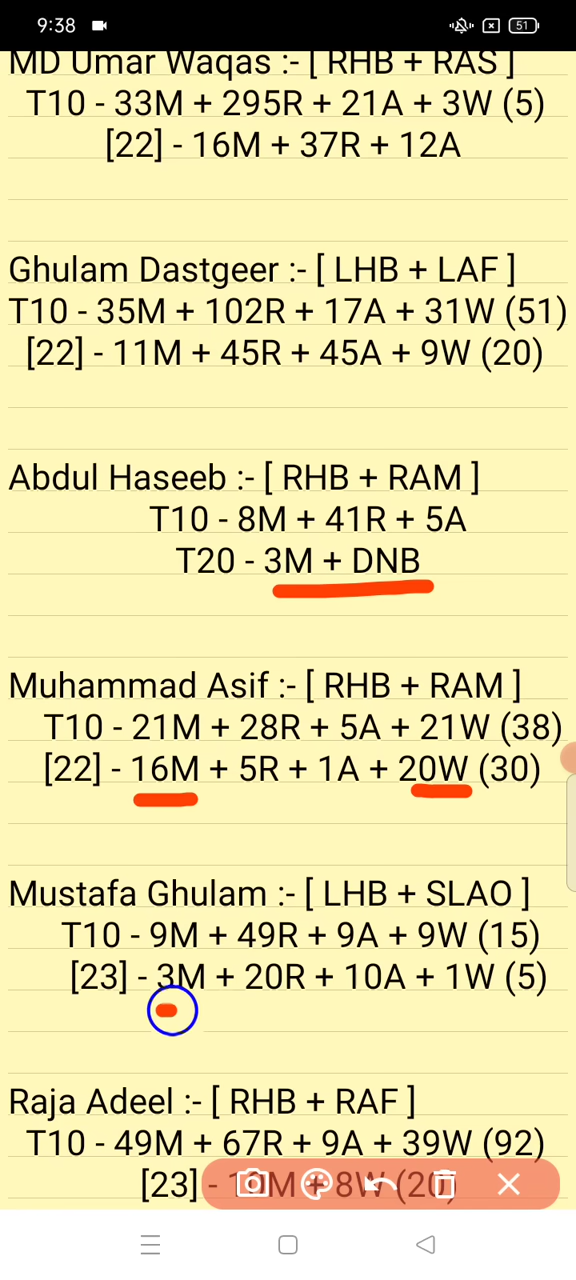 9:38
51
MD Umar Waqas :- [ RHB + RAS ]
T10 - 33M + 295R + 21A + 3W (5)
[22] - 16M + 37R + 12A
Ghulam Dastgeer :- [ LHB + LAF ]
T10 - 35M + 102R + 17A + 31W (51)
[22] - 11M + 45R + 45A + 9W (20)
Abdul Haseeb :- [ RHB + RAM ]
T10 - 8M + 41R + 5A
T20 - 3M + DNB
Muhammad Asif :- [ RHB + RAM ]
T10 - 21M + 28R + 5A + 21W (38)
[22] - 16M + 5R + 1A + 20W (30)
Mustafa Ghulam :- [ LHB + SLAO ]
T10 - 9M + 49R + 9A + 9W (15)
[23] - 3M + 20R + 10A + 1W (5)
Raja Adeel :- [ RHB + RAF ]
T10 - 49M + 67R + 9A + 39W (92)
[23] - 10M + 8W (20)